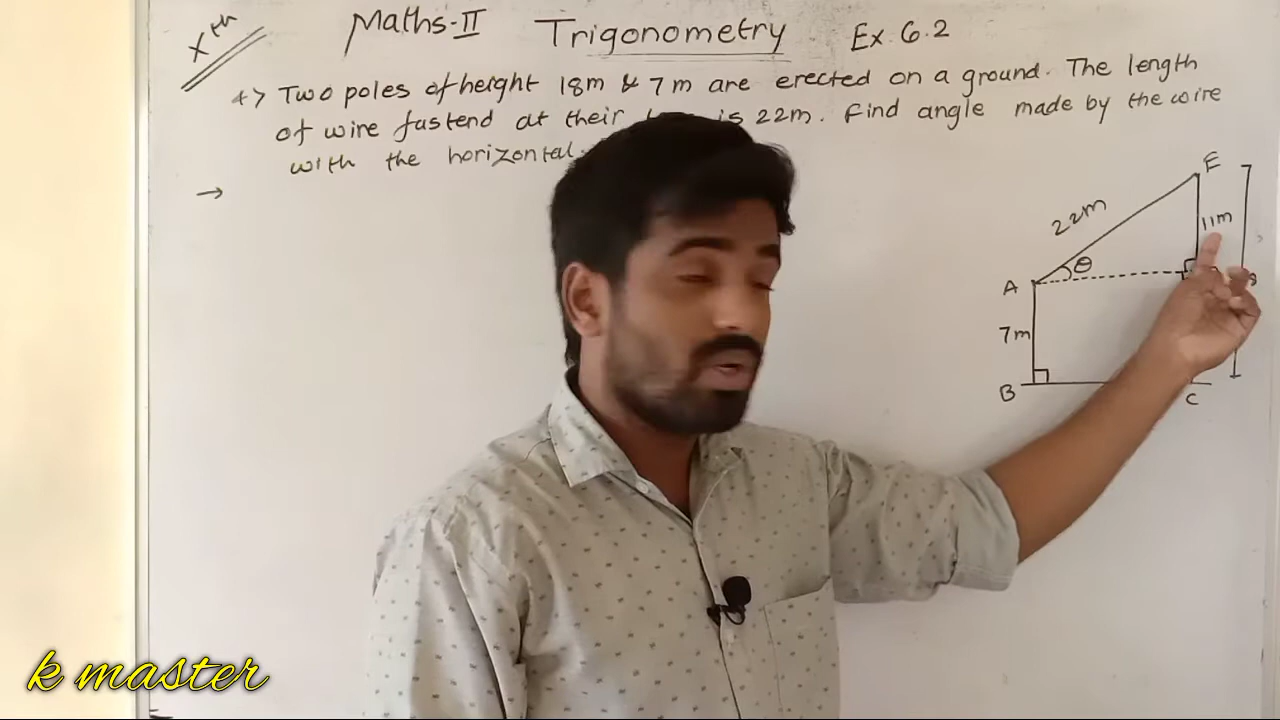 Xth
Maths-II Trigonometry Ex. 6.2
4> Two poles of height 18m & 7m are erected on a ground. The length
of wire fastend at their is 22m. Find angle made by the wire
with the horizontal.
→
E
22m
11m
θ
A
7m
B
C
k master